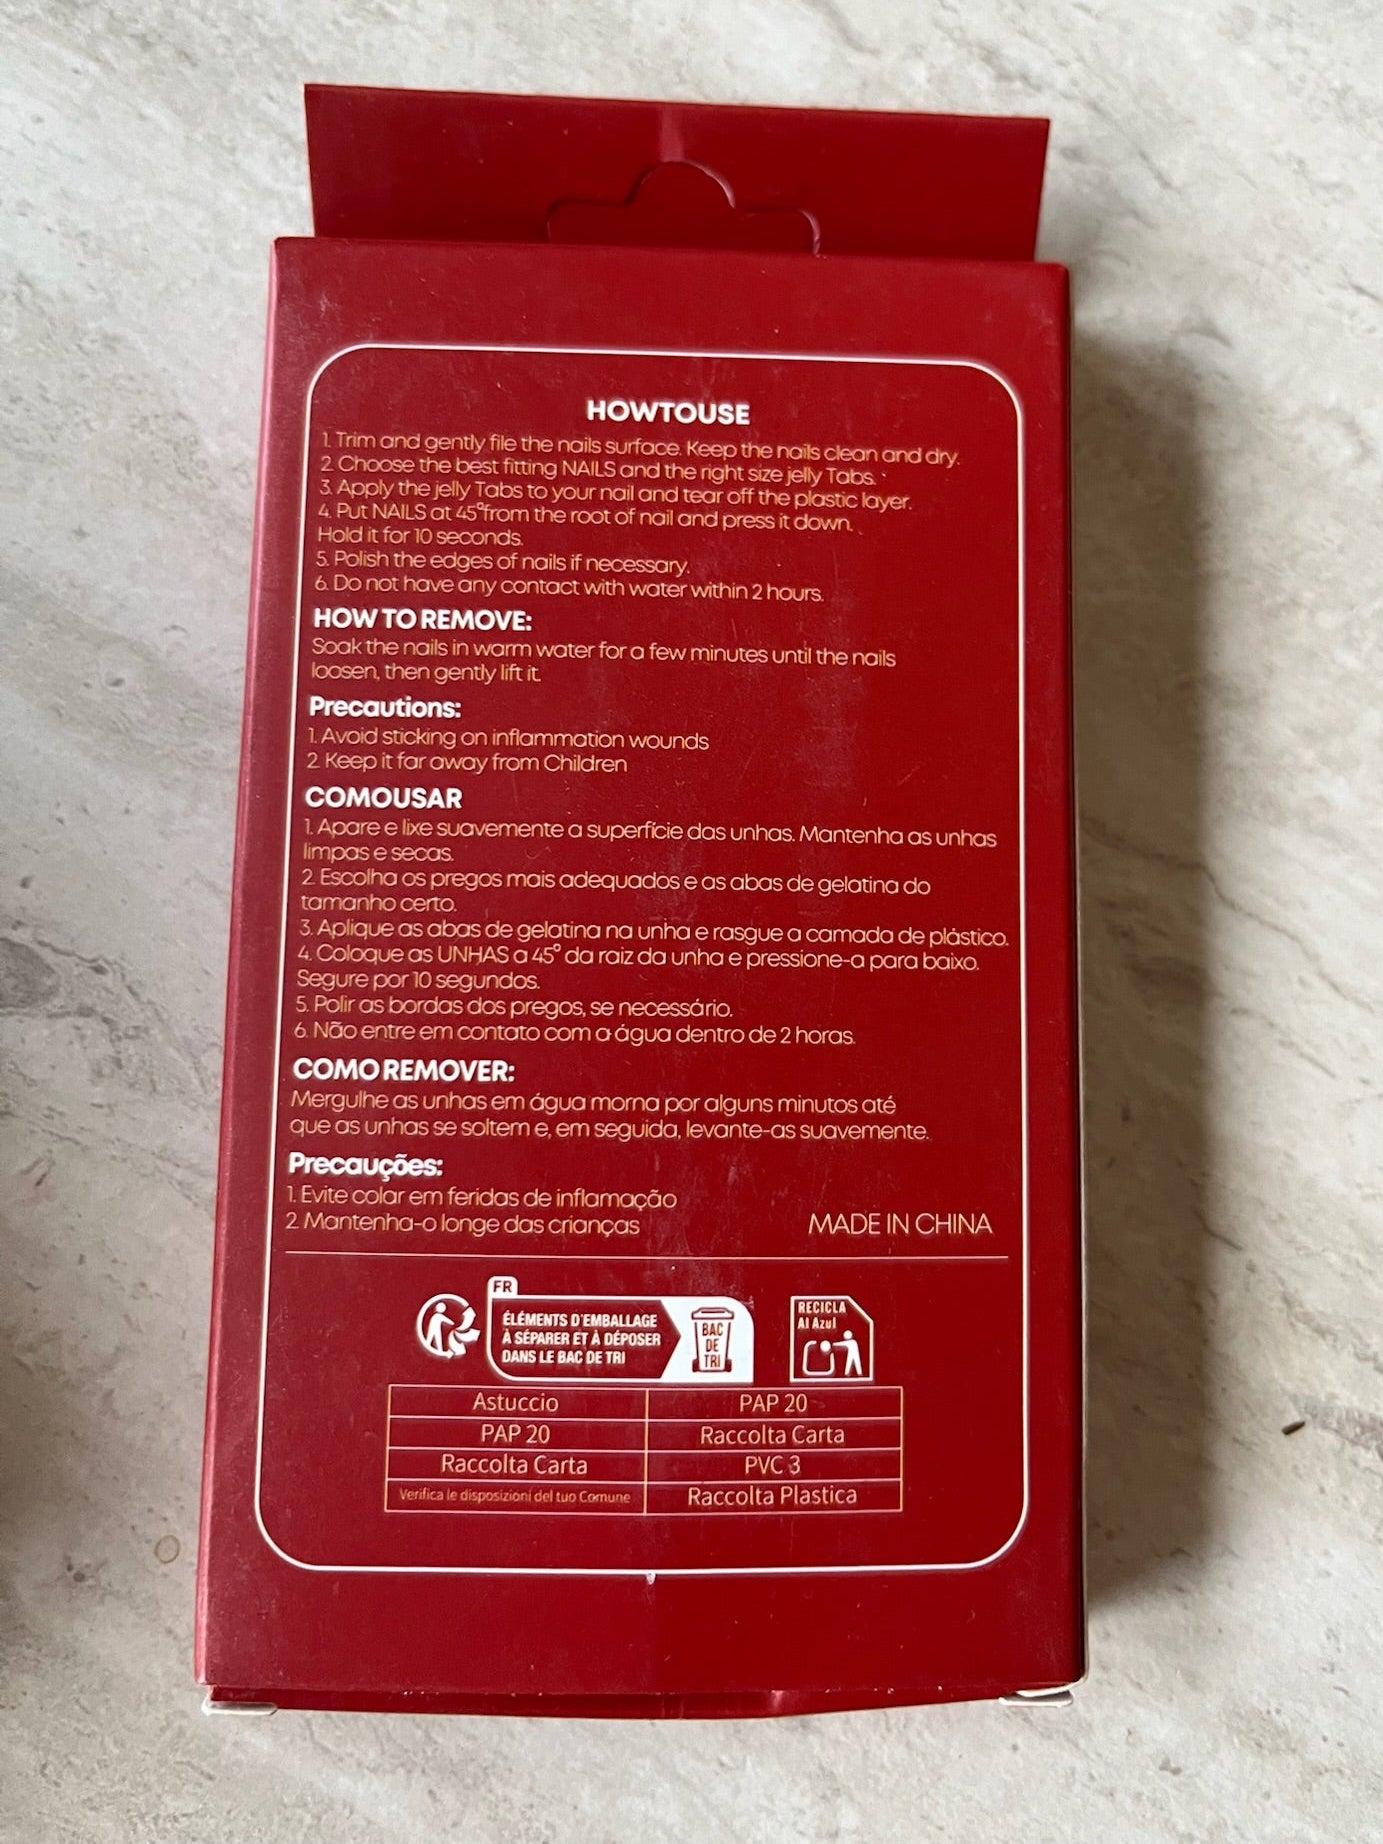 HOWTOUSE
1. Trim and gently file the nails surface. Keep the nails clean and dry.
2. Choose the best fitting NAILS and the right size jelly Tabs.
3. Apply the jelly Tabs to your nail and tear off the plastic layer.
4. Put NAILS at 45°from the root of nail and press it down.
Hold it for 10 seconds.
5. Polish the edges of nails if necessary.
6. Do not have any contact with water within 2 hours.
HOW TO REMOVE:
Soak the nails in warm water for a few minutes until the nails
loosen, then gently lift it.
Precautions:
1. Avoid sticking on inflammation wounds
2. Keep it far away from Children
COMOUSAR
1. Apare e lixe suavemente a superfície das unhas. Mantenha as unhas
limpas e secas.
2. Escolha os pregos mais adequados e as abas de gelatina do
tamanho certo.
3. Aplique as abas de gelatina na unha e rasgue a camada de plástico.
4. Coloque as UNHAS a 45° da raiz da unha e pressione-a para baixo.
Segure por 10 segundos.
5. Polir as bordas dos pregos, se necessário.
6. Não entre em contato com a água dentro de 2 horas.
COMO REMOVER:
Mergulhe as unhas em água morna por alguns minutos até
que as unhas se soltem e, em seguida, levante-as suavemente.
Precauções:
1. Evite colar em feridas de inflamação
2. Mantenha-o longe das crianças
MADE IN CHINA
FR
ÉLÉMENTS D'EMBALLAGE
À SÉPARER ET À DÉPOSER
DANS LE BAC DE TRI
BAC
DE
TRI
RECICLA
Al Azul
Astuccio
PAP 20
PAP 20
Raccolta Carta
Raccolta Carta
PVC 3
Verifica le disposizioni del tuo Comune
Raccolta Plastica